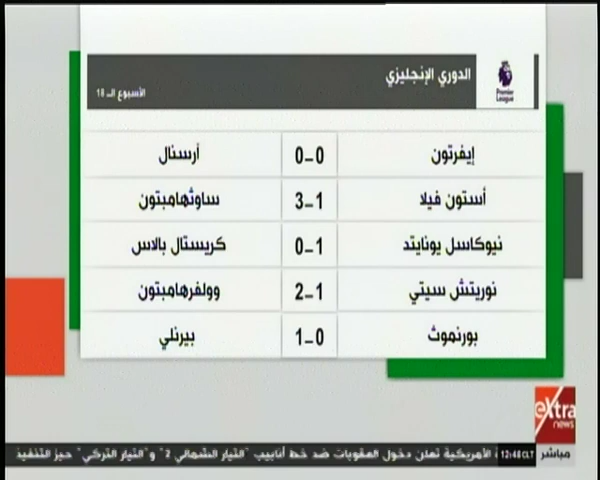 الدوري الإنجليزي
الأسبوع الـ 18
Premier
League
إيفرتون 0-0 أرسنال
أستون فيلا 3-1 ساوثهامبتون
نيوكاسل يونايتد 0-1 كريستال بالاس
نوريتش سيتي 2-1 وولفرهامبتون
بورنموث 1-0 بيرنلي
extra
news
مباشر
12:48 CLT
الأمريكية تعلن دخول العقوبات ضد خط أنابيب "التيار الشمالي 2" و"التيار التركي" حيز التنفيذ